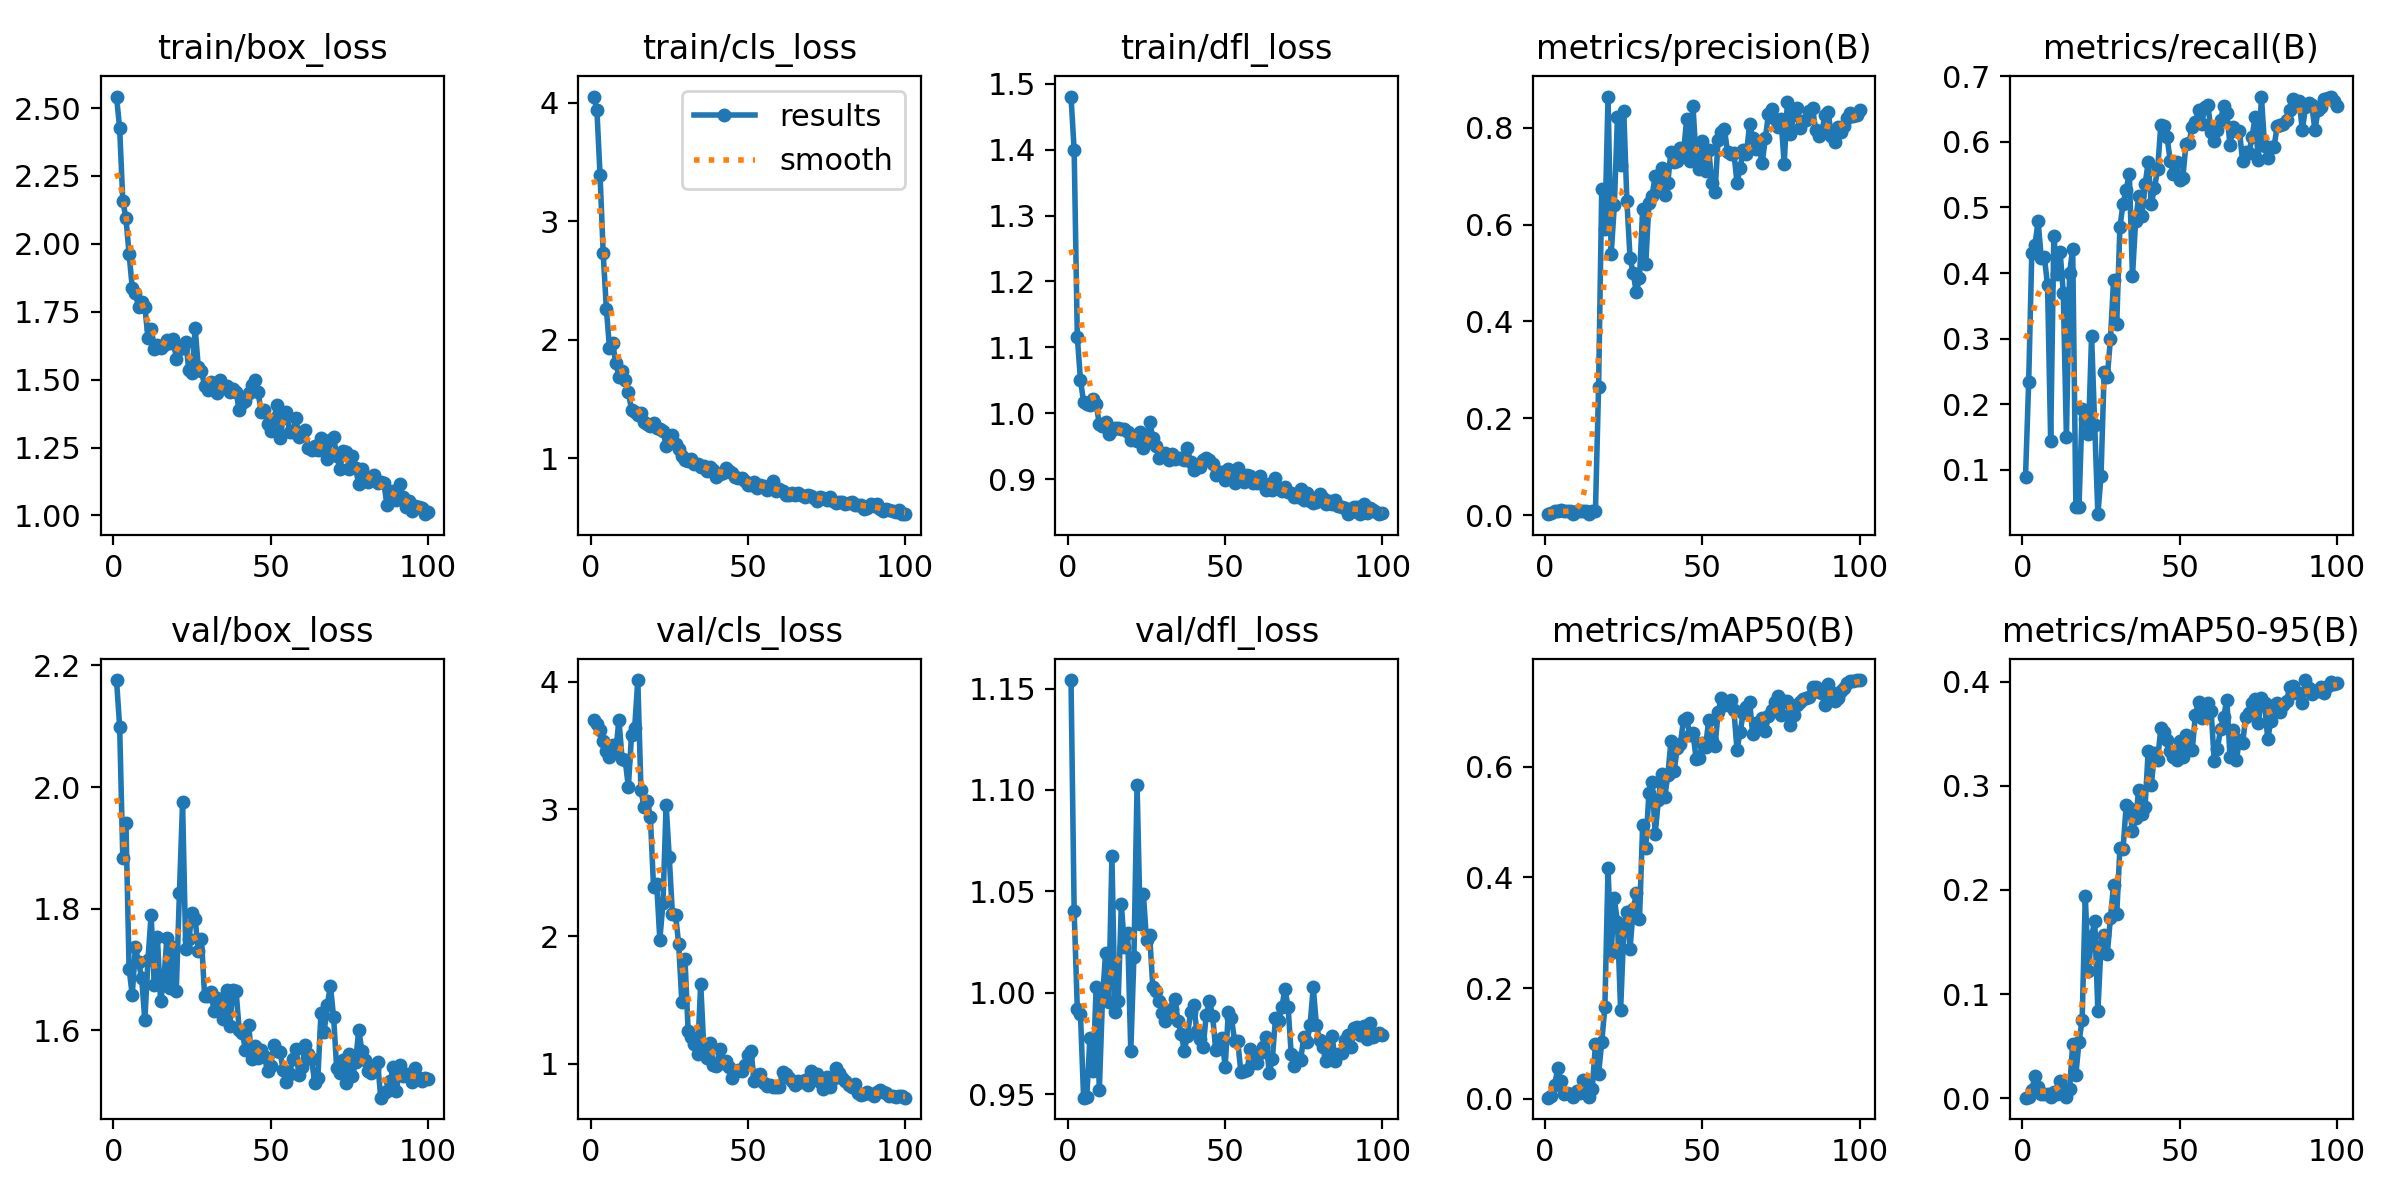 train/box_loss
2.50
2.25
2.00
1.75
1.50
1.25
1.00
0 50 100
train/cls_loss
results
smooth
4
3
2
1
0 50 100
train/dfl_loss
1.5
1.4
1.3
1.2
1.1
1.0
0.9
0 50 100
metrics/precision(B)
0.8
0.6
0.4
0.2
0.0
0 50 100
metrics/recall(B)
0.7
0.6
0.5
0.4
0.3
0.2
0.1
0 50 100
val/box_loss
2.2
2.0
1.8
1.6
0 50 100
val/cls_loss
4
3
2
1
0 50 100
val/dfl_loss
1.15
1.10
1.05
1.00
0.95
0 50 100
metrics/mAP50(B)
0.6
0.4
0.2
0.0
0 50 100
metrics/mAP50-95(B)
0.4
0.3
0.2
0.1
0.0
0 50 100